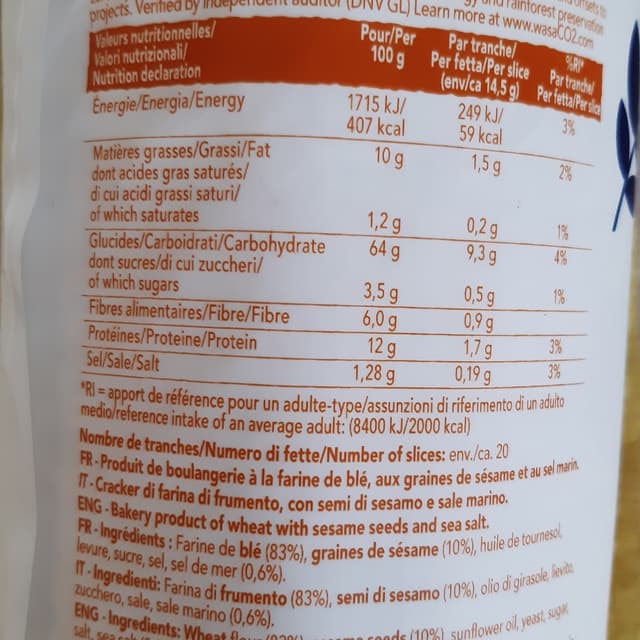 rainforest preservation
projects. Verified by independent auditor (DNV GL) Learn more at www.wasaCO2.com
Valeurs nutritionnelles/ Pour/Per Par tranche/ %RI*
Valori nutrizionali/ 100 g Per fetta/Per slice Par tranche/
Nutrition declaration (env/ca 14,5 g) Per fetta/Per slice
Énergie/Energia/Energy 1715 kJ/ 249 kJ/ 3%
407 kcal 59 kcal
Matières grasses/Grassi/Fat 10 g 1,5 g 2%
dont acides gras saturés/
di cui acidi grassi saturi/
of which saturates 1,2 g 0,2 g 1%
Glucides/Carboidrati/Carbohydrate 64 g 9,3 g 4%
dont sucres/di cui zuccheri/
of which sugars 3,5 g 0,5 g 1%
Fibres alimentaires/Fibre/Fibre 6,0 g 0,9 g
Protéines/Proteine/Protein 12 g 1,7 g 3%
Sel/Sale/Salt 1,28 g 0,19 g 3%
*RI = apport de référence pour un adulte-type/assunzioni di riferimento di un adulto
medio/reference intake of an average adult: (8400 kJ/2000 kcal)
Nombre de tranches/Numero di fette/Number of slices: env./ca. 20
FR - Produit de boulangerie à la farine de blé, aux graines de sésame et au sel marin.
IT - Cracker di farina di frumento, con semi di sesamo e sale marino.
ENG - Bakery product of wheat with sesame seeds and sea salt.
FR - Ingrédients : Farine de blé (83%), graines de sésame (10%), huile de tournesol,
levure, sucre, sel, sel de mer (0,6%).
IT - Ingredienti: Farina di frumento (83%), semi di sesamo (10%), olio di girasole, lievito,
zucchero, sale, sale marino (0,6%).
ENG - Ingredients: Wheat seeds (10%), sunflower oil, yeast, sugar,
salt, sea